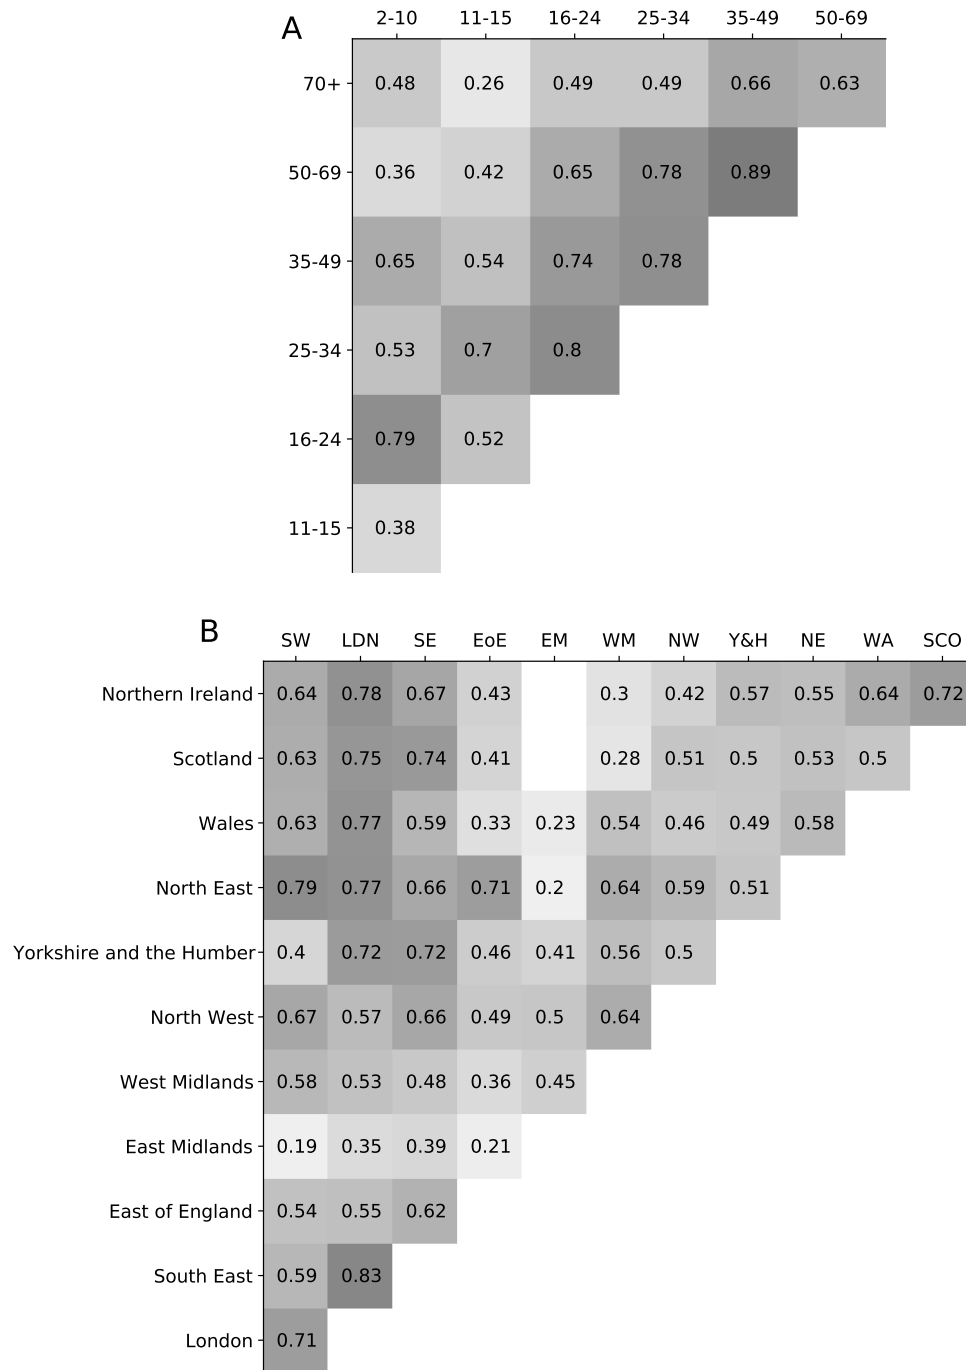 A
2-10 11-15 16-24 25-34 35-49 50-69
70+ 0.48 0.26 0.49 0.49 0.66 0.63
50-69 0.36 0.42 0.65 0.78 0.89
35-49 0.65 0.54 0.74 0.78
25-34 0.53 0.7 0.8
16-24 0.79 0.52
11-15 0.38
B
SW LDN SE EoE EM WM NW Y&H NE WA SCO
Northern Ireland 0.64 0.78 0.67 0.43 0.3 0.42 0.57 0.55 0.64 0.72
Scotland 0.63 0.75 0.74 0.41 0.28 0.51 0.5 0.53 0.5
Wales 0.63 0.77 0.59 0.33 0.23 0.54 0.46 0.49 0.58
North East 0.79 0.77 0.66 0.71 0.2 0.64 0.59 0.51
Yorkshire and the Humber 0.4 0.72 0.72 0.46 0.41 0.56 0.5
North West 0.67 0.57 0.66 0.49 0.5 0.64
West Midlands 0.58 0.53 0.48 0.36 0.45
East Midlands 0.19 0.35 0.39 0.21
East of England 0.54 0.55 0.62
South East 0.59 0.83
London 0.71